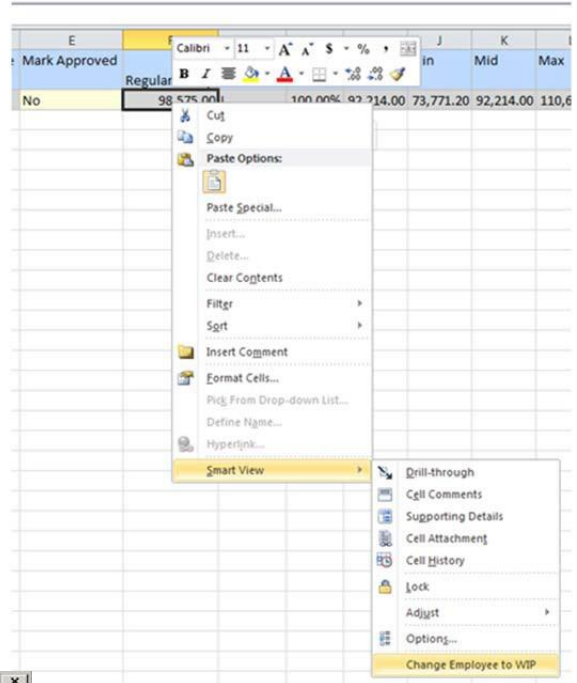 Calibri 11 A A $ % ,
B I A
E J K
Mark Approved in Mid Max
Regular
No 98,575.00 100.00% 92,214.00 73,771.20 92,214.00 110,6
Cut
Copy
Paste Options:
Paste Special...
Insert...
Delete...
Clear Contents
Filter
Sort
Insert Comment
Format Cells...
Pick From Drop-down List...
Define Name...
Hyperlink...
Smart View
Drill-through
Cell Comments
Supporting Details
Cell Attachment
Cell History
Lock
Adjust
Options...
Change Employee to WIP